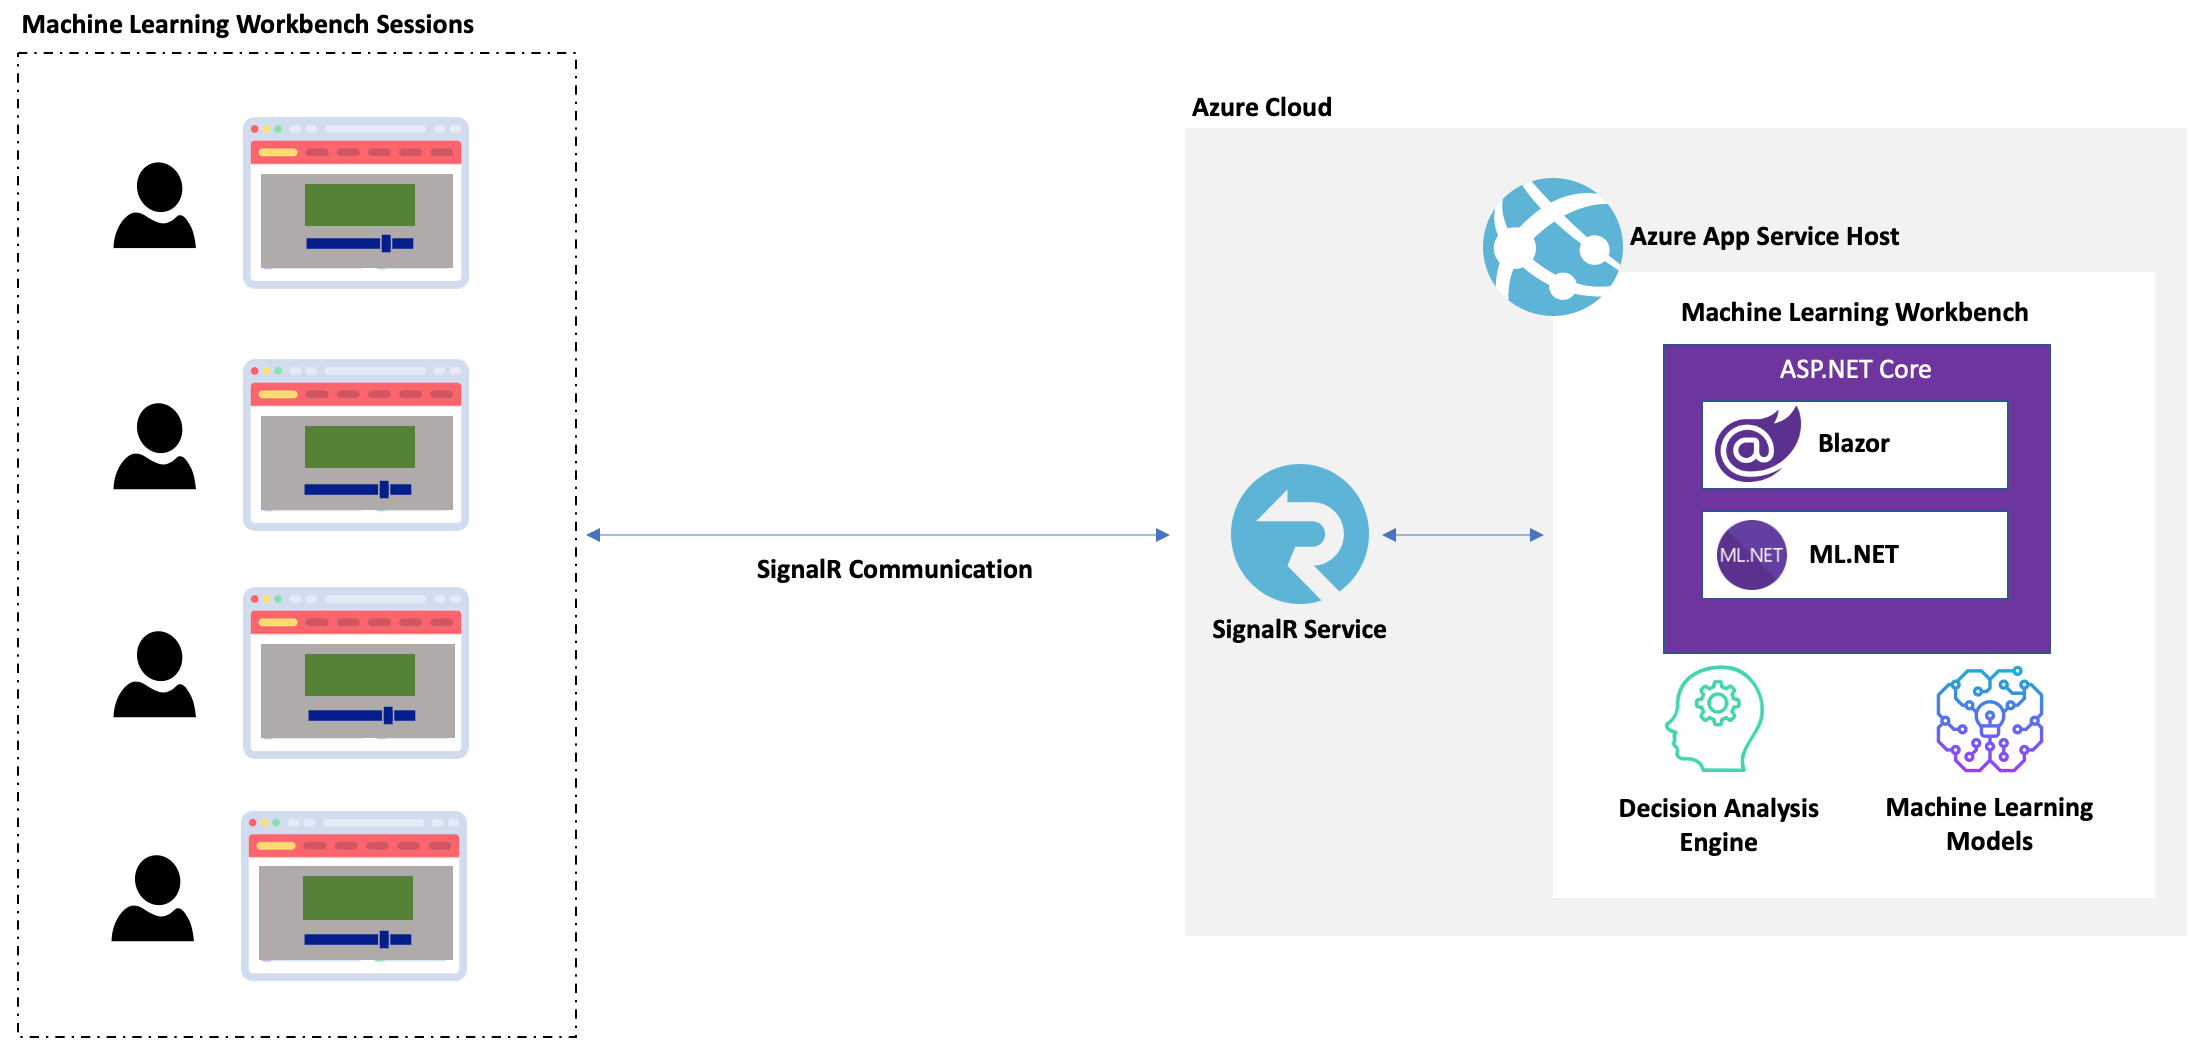 Machine Learning Workbench Sessions
Azure Cloud
Azure App Service Host
Machine Learning Workbench
ASP.NET Core
Blazor
ML.NET
ML.NET
SignalR Communication
SignalR Service
Decision Analysis
Engine
Machine Learning
Models